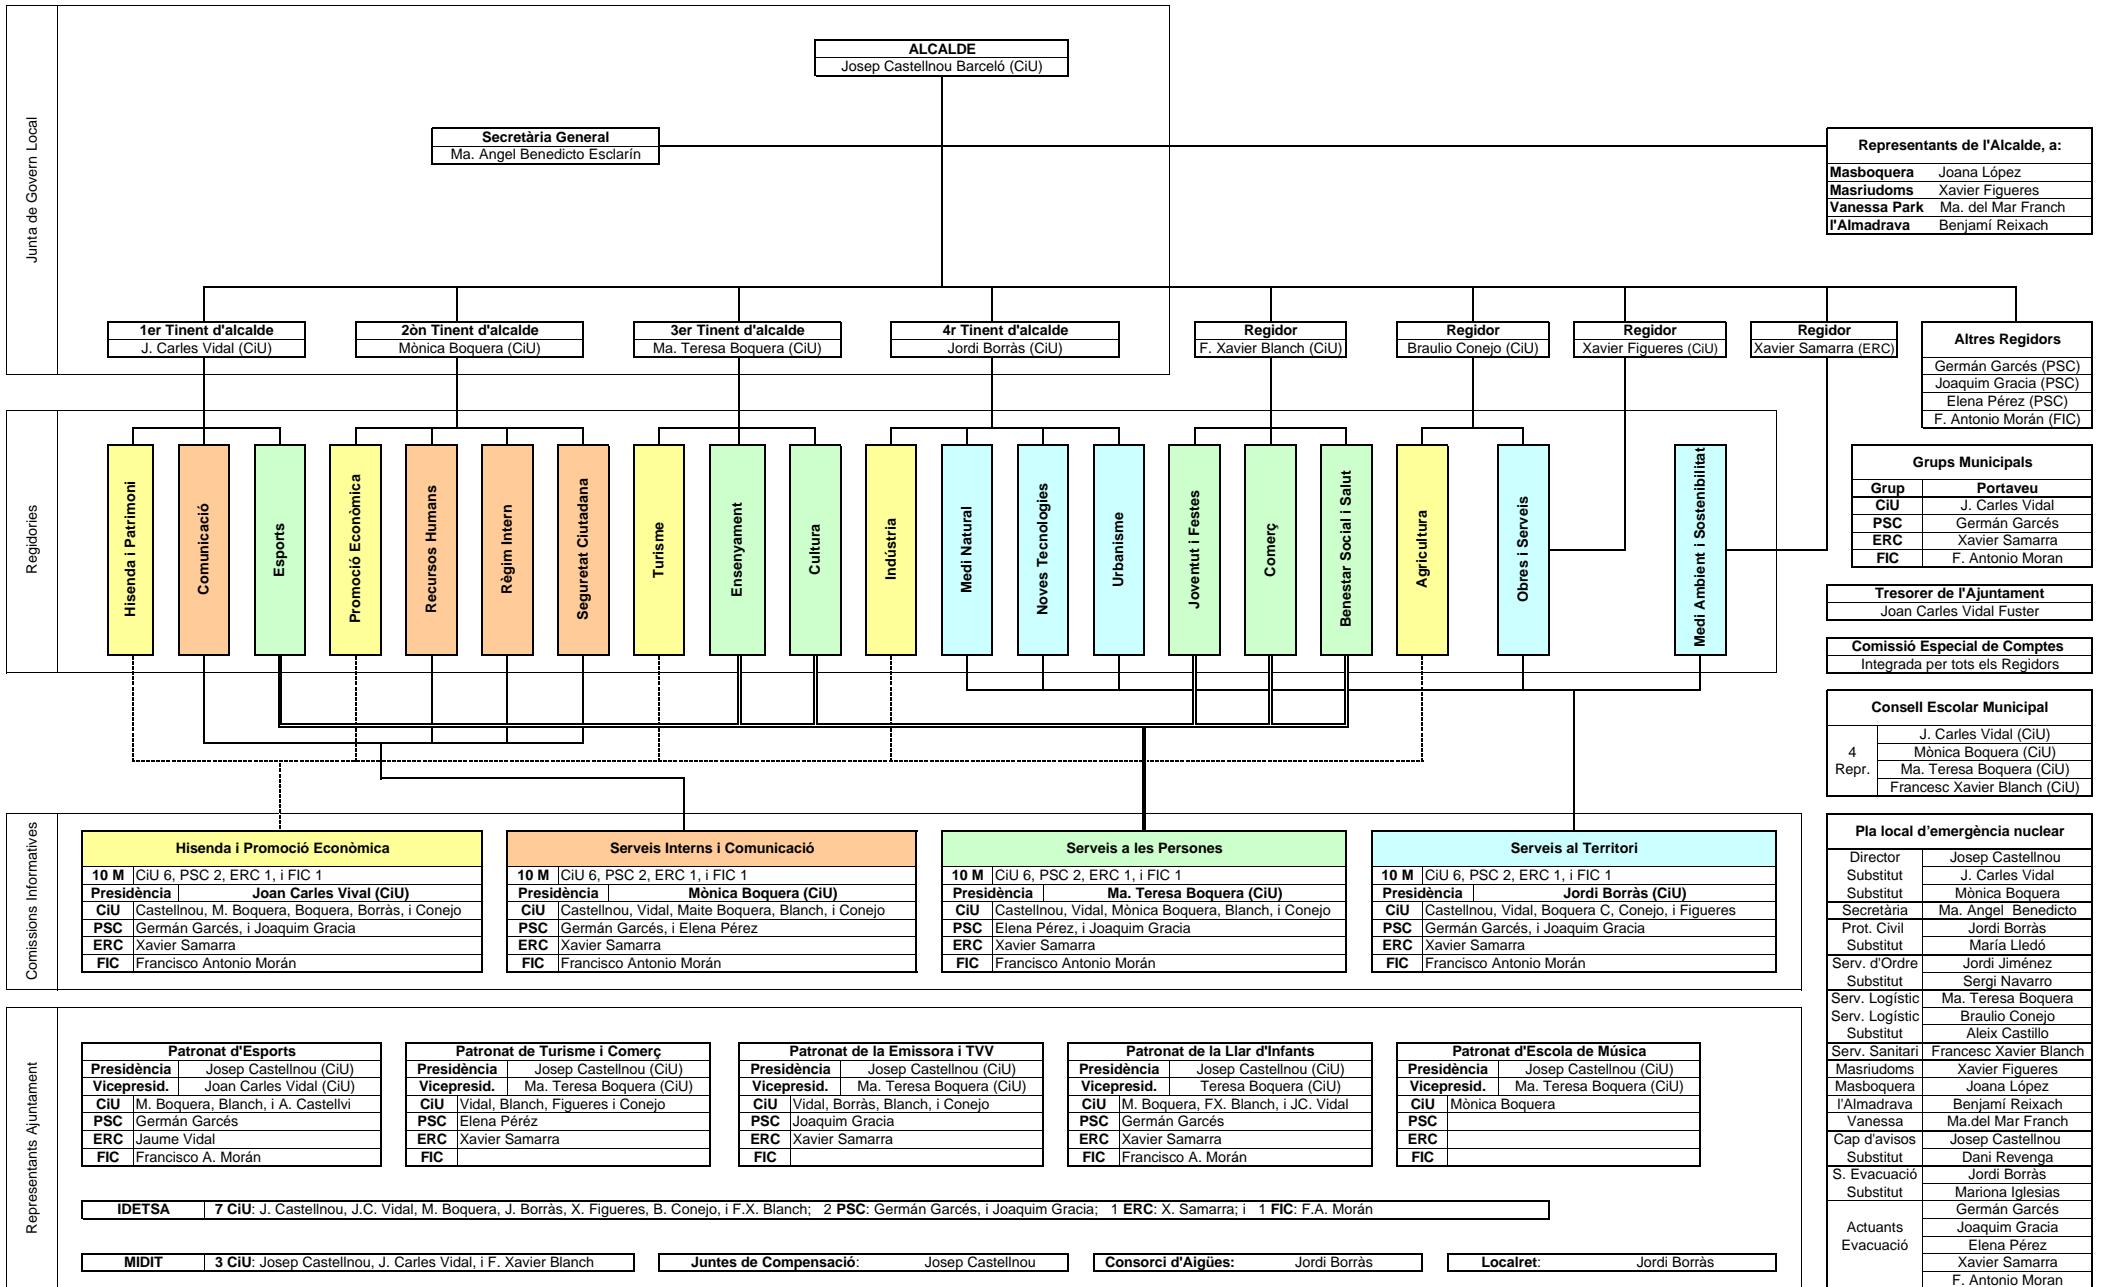 Junta de Govern Local
ALCALDE
Josep Castellnou Barceló (CiU)
Secretària General
Ma. Angel Benedicto Esclarín
Representants de l'Alcalde, a:
Masboquera Joana López
Masriudoms Xavier Figueres
Vanessa Park Ma. del Mar Franch
l'Almadrava Benjamí Reixach
1er Tinent d'alcalde
J. Carles Vidal (CiU)
2òn Tinent d'alcalde
Mònica Boquera (CiU)
3er Tinent d'alcalde
Ma. Teresa Boquera (CiU)
4r Tinent d'alcalde
Jordi Borràs (CiU)
Regidor
F. Xavier Blanch (CiU)
Regidor
Braulio Conejo (CiU)
Regidor
Xavier Figueres (CiU)
Regidor
Xavier Samarra (ERC)
Altres Regidors
Germán Garcés (PSC)
Joaquim Gracia (PSC)
Elena Pérez (PSC)
F. Antonio Morán (FIC)
Regidories
Hisenda i Patrimoni
Comunicació
Esports
Promoció Econòmica
Recursos Humans
Règim Intern
Seguretat Ciutadana
Turisme
Ensenyament
Cultura
Indústria
Medi Natural
Noves Tecnologies
Urbanisme
Joventut i Festes
Comerç
Benestar Social i Salut
Agricultura
Obres i Serveis
Medi Ambient i Sostenibilitat
Grups Municipals
Grup Portaveu
CiU J. Carles Vidal
PSC Germán Garcés
ERC Xavier Samarra
FIC F. Antonio Moran
Tresorer de l'Ajuntament
Joan Carles Vidal Fuster
Comissió Especial de Comptes
Integrada per tots els Regidors
Consell Escolar Municipal
4 Repr.
J. Carles Vidal (CiU)
Mònica Boquera (CiU)
Ma. Teresa Boquera (CiU)
Francesc Xavier Blanch (CiU)
Comissions Informatives
Hisenda i Promoció Econòmica
10 M CiU 6, PSC 2, ERC 1, i FIC 1
Presidència Joan Carles Vival (CiU)
CiU Castellnou, M. Boquera, Boquera, Borràs, i Conejo
PSC Germán Garcés, i Joaquim Gracia
ERC Xavier Samarra
FIC Francisco Antonio Morán
Serveis Interns i Comunicació
10 M CiU 6, PSC 2, ERC 1, i FIC 1
Presidència Mònica Boquera (CiU)
CiU Castellnou, Vidal, Maite Boquera, Blanch, i Conejo
PSC Germán Garcés, i Elena Pérez
ERC Xavier Samarra
FIC Francisco Antonio Morán
Serveis a les Persones
10 M CiU 6, PSC 2, ERC 1, i FIC 1
Presidència Ma. Teresa Boquera (CiU)
CiU Castellnou, Vidal, Mònica Boquera, Blanch, i Conejo
PSC Elena Pérez, i Joaquim Gracia
ERC Xavier Samarra
FIC Francisco Antonio Morán
Serveis al Territori
10 M CiU 6, PSC 2, ERC 1, i FIC 1
Presidència Jordi Borràs (CiU)
CiU Castellnou, Vidal, Boquera C, Conejo, i Figueres
PSC Germán Garcés, i Joaquim Gracia
ERC Xavier Samarra
FIC Francisco Antonio Morán
Pla local d'emergència nuclear
Director Josep Castellnou
Substitut J. Carles Vidal
Substitut Mònica Boquera
Secretària Ma. Angel Benedicto
Prot. Civil Jordi Borràs
Substitut María Lledó
Serv. d'Ordre Jordi Jiménez
Substitut Sergi Navarro
Serv. Logístic Ma. Teresa Boquera
Serv. Logístic Braulio Conejo
Substitut Aleix Castillo
Serv. Sanitari Francesc Xavier Blanch
Masriudoms Xavier Figueres
Masboquera Joana López
l'Almadrava Benjamí Reixach
Vanessa Ma.del Mar Franch
Cap d'avisos Josep Castellnou
Substitut Dani Revenga
S. Evacuació Jordi Borràs
Substitut Mariona Iglesias
Actuants Evacuació
Germán Garcés
Joaquim Gracia
Elena Pérez
Xavier Samarra
F. Antonio Moran
Representants Ajuntament
Patronat d'Esports
Presidència Josep Castellnou (CiU)
Vicepresid. Joan Carles Vidal (CiU)
CiU M. Boquera, Blanch, i A. Castellvi
PSC Germán Garcés
ERC Jaume Vidal
FIC Francisco A. Morán
Patronat de Turisme i Comerç
Presidència Josep Castellnou (CiU)
Vicepresid. Ma. Teresa Boquera (CiU)
CiU Vidal, Blanch, Figueres i Conejo
PSC Elena Péréz
ERC Xavier Samarra
FIC
Patronat de la Emissora i TVV
Presidència Josep Castellnou (CiU)
Vicepresid. Ma. Teresa Boquera (CiU)
CiU Vidal, Borràs, Blanch, i Conejo
PSC Joaquim Gracia
ERC Xavier Samarra
FIC
Patronat de la Llar d'Infants
Presidència Josep Castellnou (CiU)
Vicepresid. Teresa Boquera (CiU)
CiU M. Boquera, FX. Blanch, i JC. Vidal
PSC Germán Garcés
ERC Xavier Samarra
FIC Francisco A. Morán
Patronat d'Escola de Música
Presidència Josep Castellnou (CiU)
Vicepresid. Ma. Teresa Boquera (CiU)
CiU Mònica Boquera
PSC
ERC
FIC
IDETSA 7 CiU: J. Castellnou, J.C. Vidal, M. Boquera, J. Borràs, X. Figueres, B. Conejo, i F.X. Blanch; 2 PSC: Germán Garcés, i Joaquim Gracia; 1 ERC: X. Samarra; i 1 FIC: F.A. Morán
MIDIT 3 CiU: Josep Castellnou, J. Carles Vidal, i F. Xavier Blanch
Juntes de Compensació: Josep Castellnou
Consorci d'Aigües: Jordi Borràs
Localret: Jordi Borràs